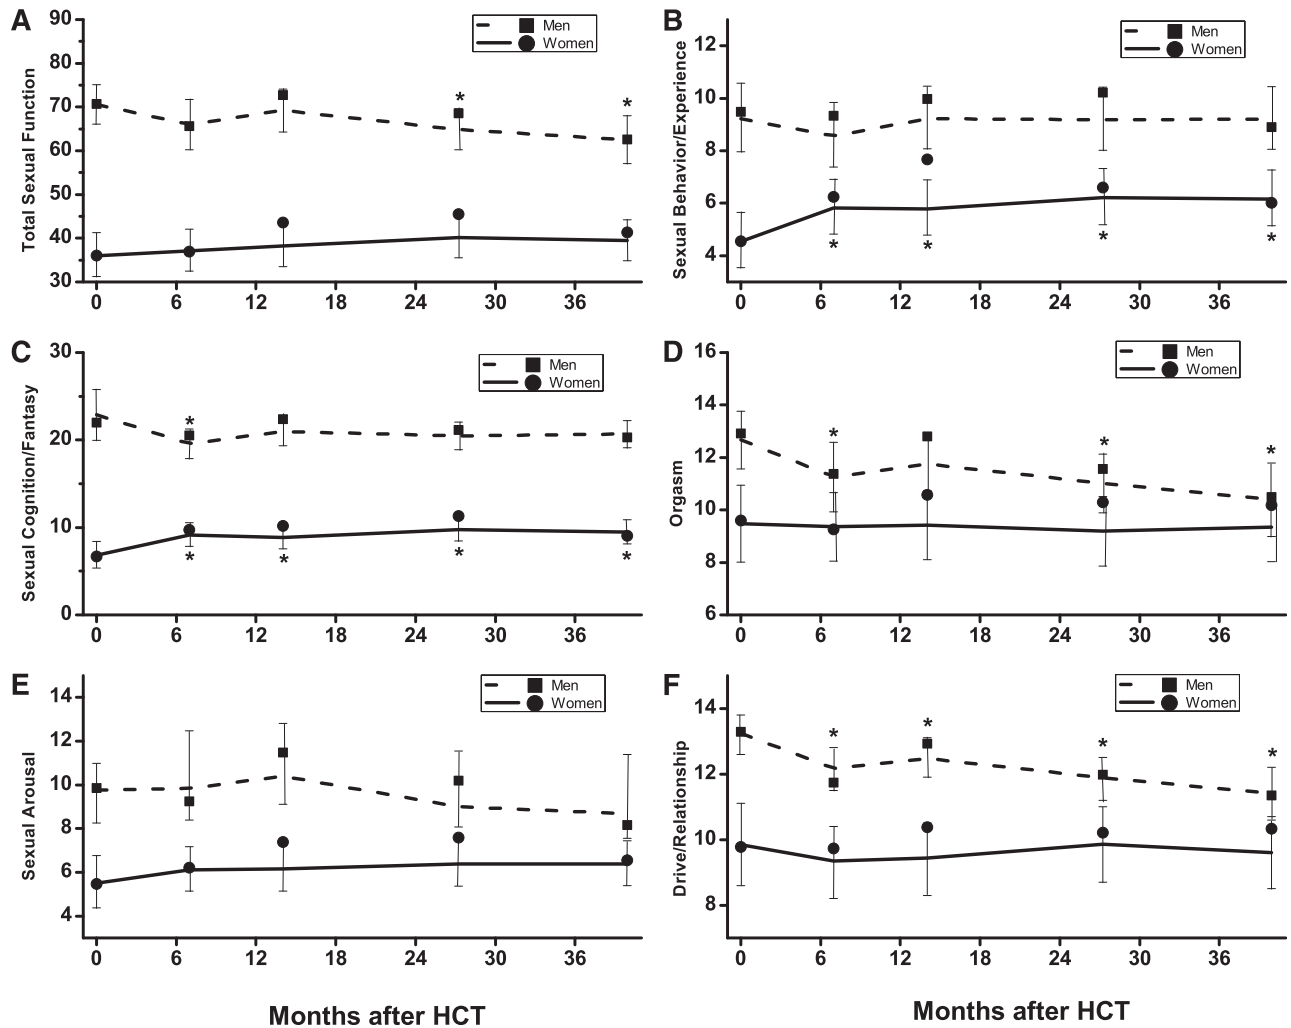 A
Total Sexual Function
90
80
70
60
50
40
30
Men
Women
*
*
0 6 12 18 24 30 36
B
Sexual Behavior/Experience
12
10
8
6
4
Men
Women
* * * *
0 6 12 18 24 30 36
C
Sexual Cognition/Fantasy
30
20
10
0
Men
Women
*
* * * *
0 6 12 18 24 30 36
D
Orgasm
16
14
12
10
8
6
Men
Women
* * *
0 6 12 18 24 30 36
E
Sexual Arousal
14
12
10
8
6
4
Men
Women
0 6 12 18 24 30 36
Months after HCT
F
Drive/Relationship
14
12
10
8
Men
Women
* * * *
0 6 12 18 24 30 36
Months after HCT